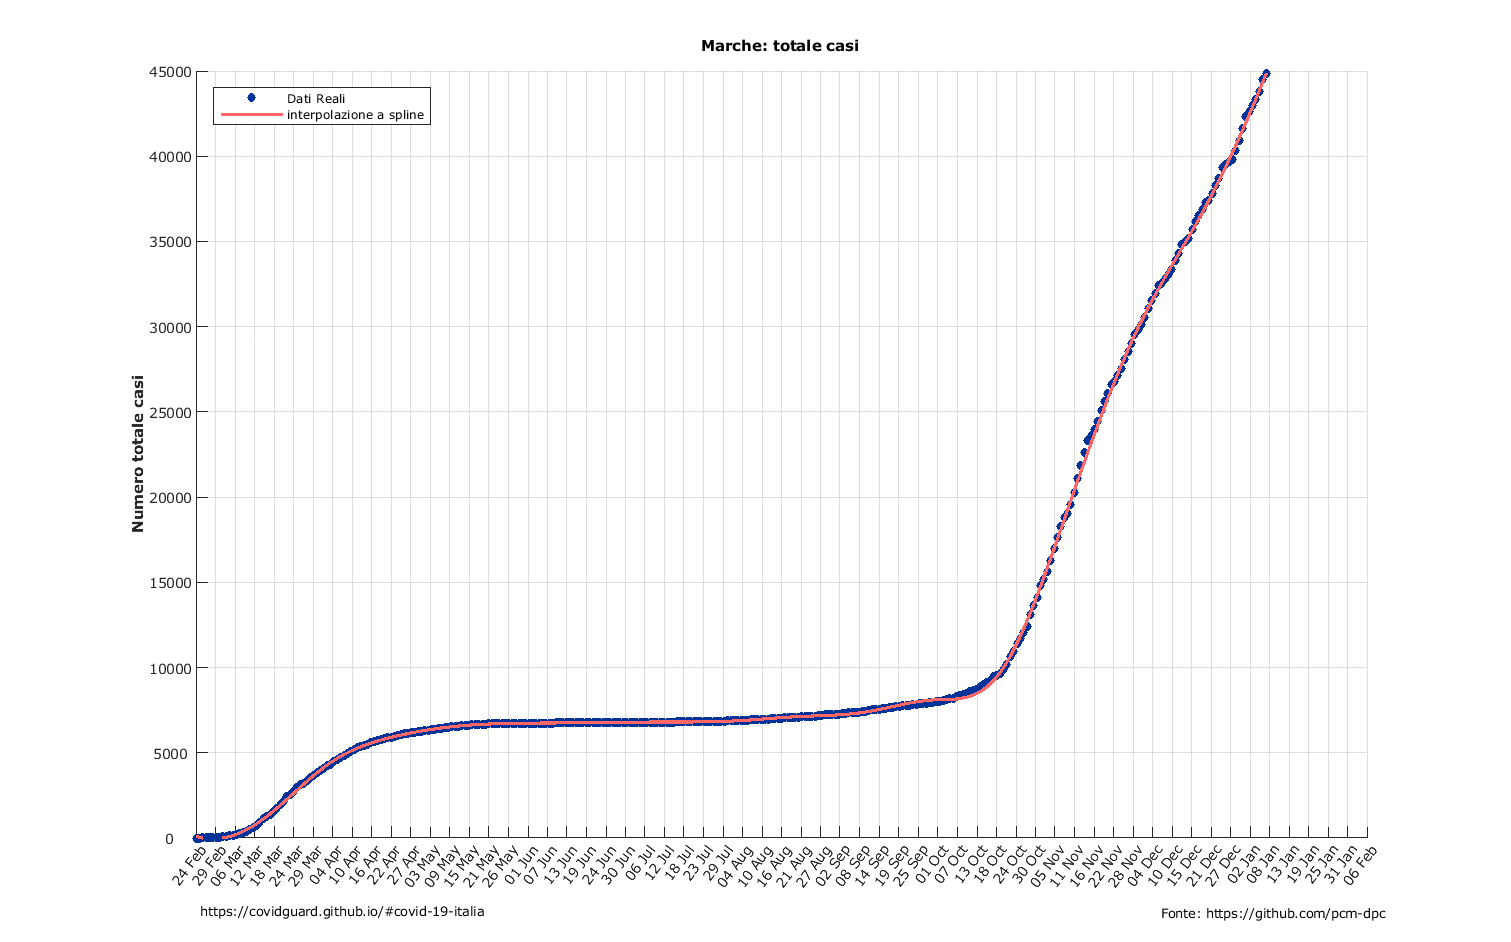 Marche: totale casi
Dati Reali
interpolazione a spline
Numero totale casi
45000
40000
35000
30000
25000
20000
15000
10000
5000
0
24 Feb
29 Feb
06 Mar
12 Mar
18 Mar
24 Mar
29 Mar
04 Apr
10 Apr
16 Apr
22 Apr
27 Apr
03 May
09 May
15 May
21 May
26 May
01 Jun
07 Jun
13 Jun
19 Jun
24 Jun
30 Jun
06 Jul
12 Jul
18 Jul
23 Jul
29 Jul
04 Aug
10 Aug
16 Aug
21 Aug
27 Aug
02 Sep
08 Sep
14 Sep
19 Sep
25 Sep
01 Oct
07 Oct
13 Oct
18 Oct
24 Oct
30 Oct
05 Nov
11 Nov
16 Nov
22 Nov
28 Nov
04 Dec
10 Dec
15 Dec
21 Dec
27 Dec
02 Jan
08 Jan
13 Jan
19 Jan
25 Jan
31 Jan
06 Feb
https://covidguard.github.io/#covid-19-italia
Fonte: https://github.com/pcm-dpc